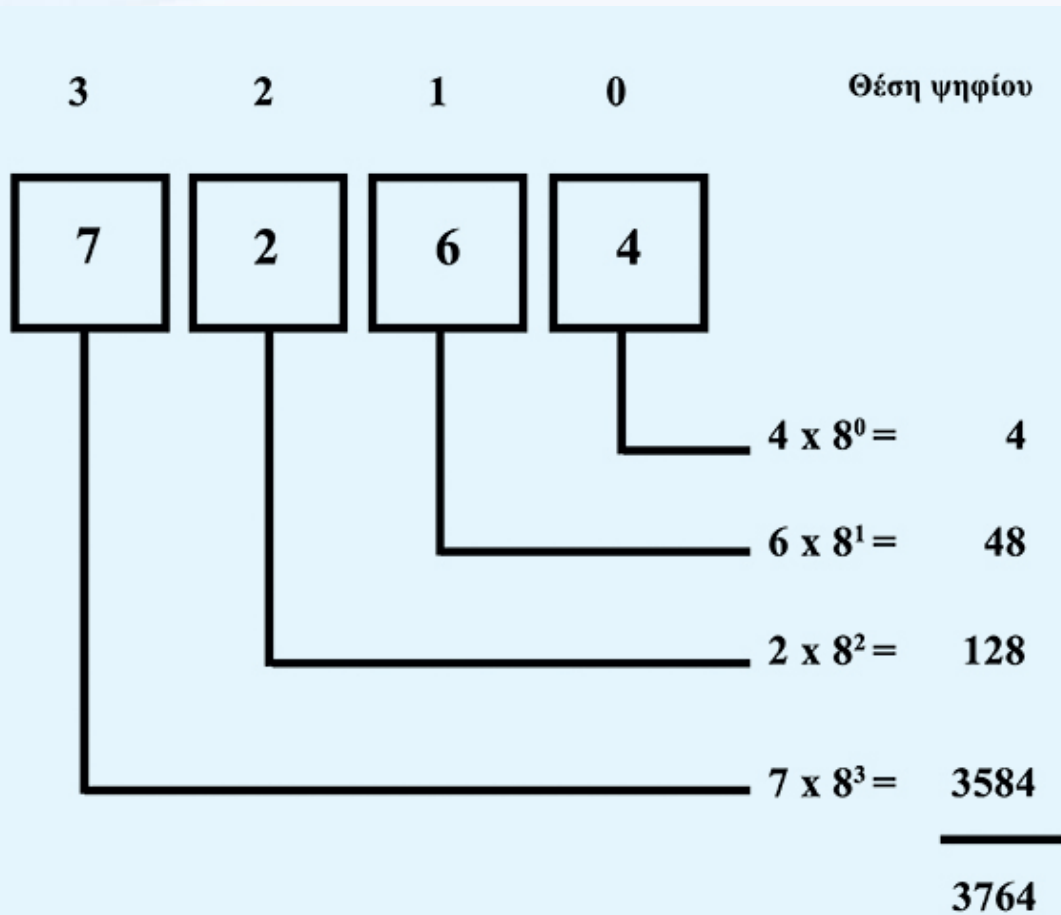 3 2 1 0 Θέση ψηφίου
7 2 6 4
4 x 8⁰ = 4
6 x 8¹ = 48
2 x 8² = 128
7 x 8³ = 3584
3764